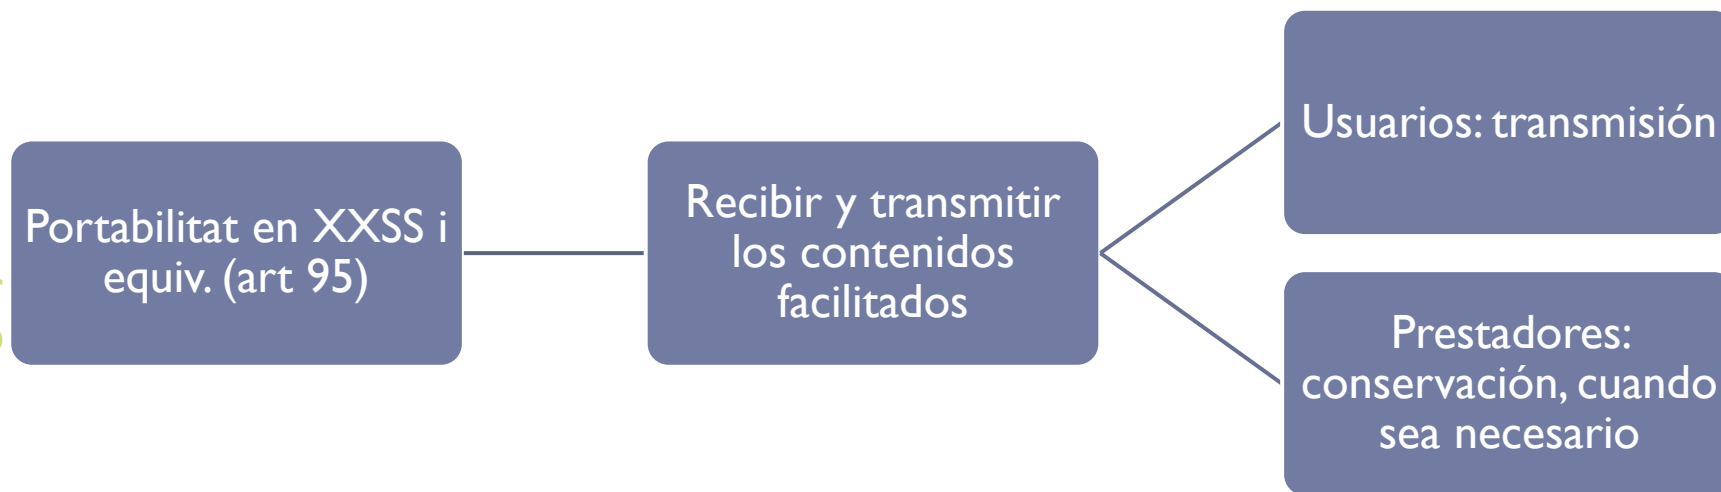 Portabilitat en XXSS i
equiv. (art 95)
Recibir y transmitir
los contenidos
facilitados
Usuarios: transmisión
Prestadores:
conservación, cuando
sea necesario